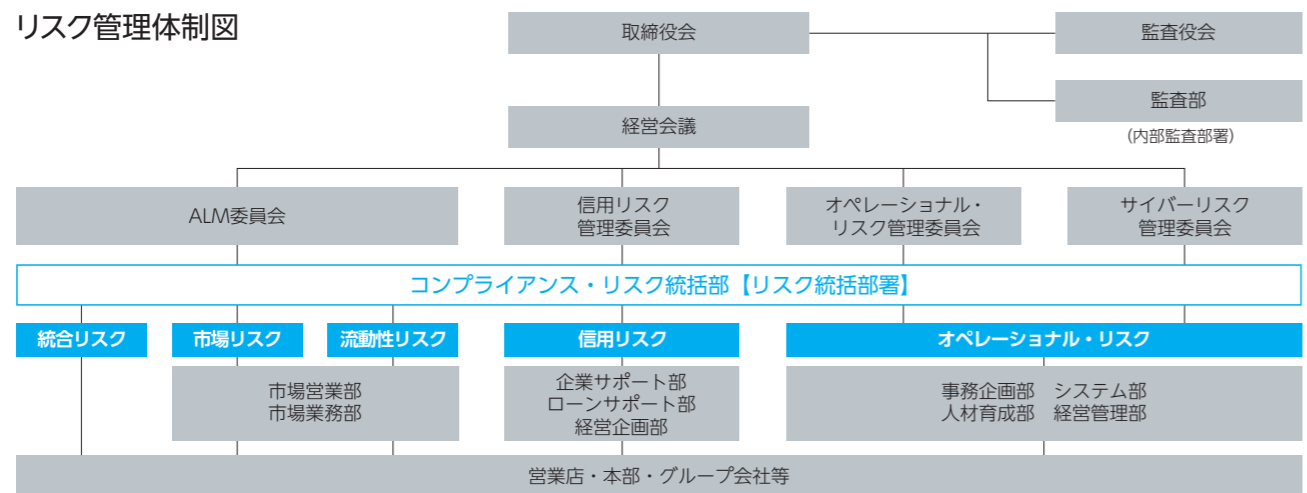 リスク管理体制図
取締役会
監査役会
監査部
(内部監査部署)
経営会議
ALM委員会
信用リスク
管理委員会
オペレーショナル・
リスク管理委員会
サイバーリスク
管理委員会
コンプライアンス・リスク統括部【リスク統括部署】
統合リスク
市場リスク
流動性リスク
信用リスク
オペレーショナル・リスク
市場営業部
市場業務部
企業サポート部
ローンサポート部
経営企画部
事務企画部 システム部
人材育成部 経営管理部
営業店・本部・グループ会社等